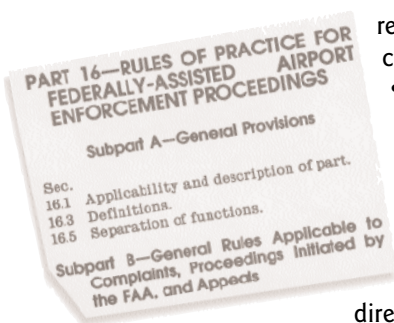 PART 16—RULES OF PRACTICE FOR
FEDERALLY-ASSISTED AIRPORT
ENFORCEMENT PROCEEDINGS
Subpart A—General Provisions
Sec.
16.1 Applicability and description of part.
16.3 Definitions.
16.5 Separation of functions.
Subpart B—General Rules Applicable to
Complaints, Proceedings Initiated by
the FAA, and Appeals
re
c
dire